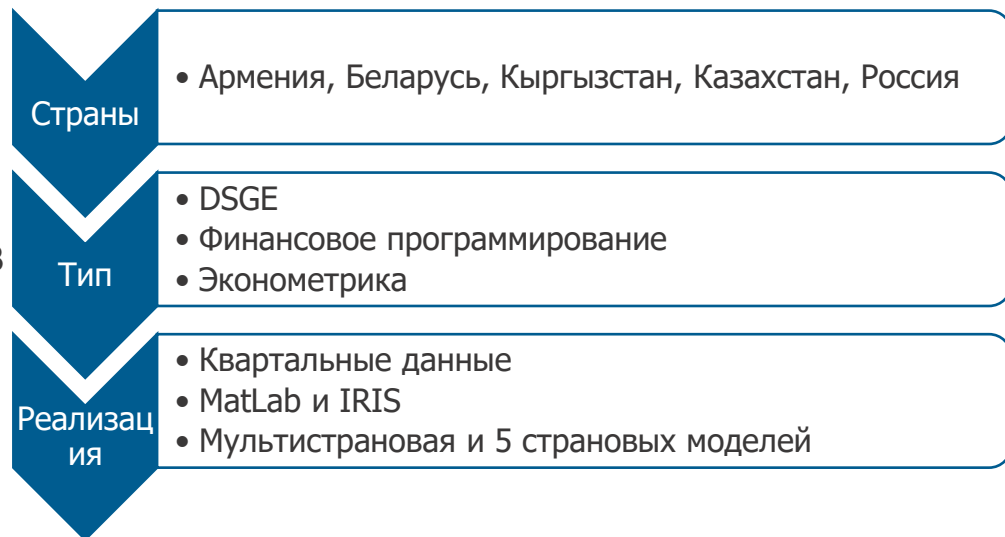 Страны
• Армения, Беларусь, Кыргызстан, Казахстан, Россия
Тип
• DSGE
• Финансовое программирование
• Эконометрика
Реализац
ия
• Квартальные данные
• MatLab и IRIS
• Мультистрановая и 5 страновых моделей